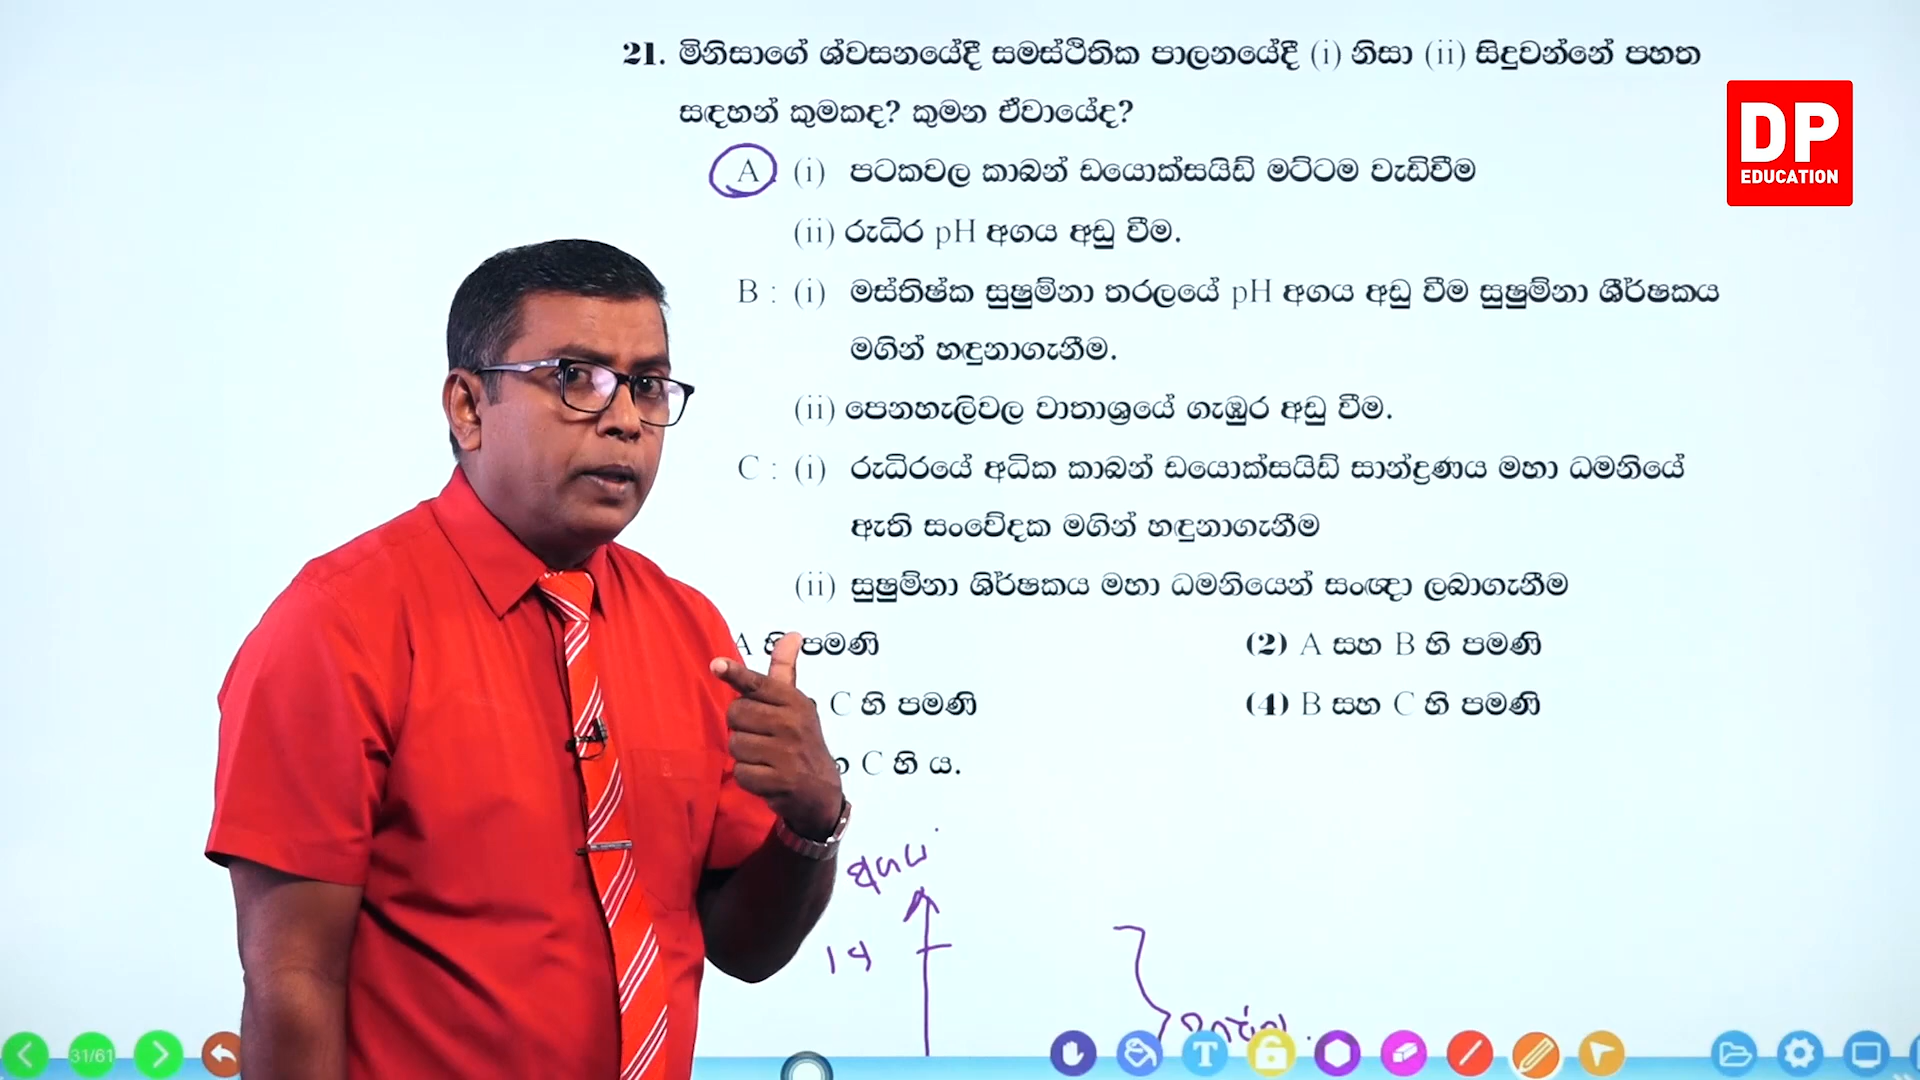 21. මිනිසාගේ ශ්වසනයේදී සමස්ථිතික පාලනයේදී (i) නිසා (ii) සිදුවන්නේ පහත
සඳහන් කුමකද? කුමන ඒවායේද?
A (i) පටකවල කාබන් ඩයොක්සයිඩ් මට්ටම වැඩිවීම
(ii) රුධිර pH අගය අඩු වීම.
B : (i) මස්තිෂ්ක සුෂුම්නා තරලයේ pH අගය අඩු වීම සුෂුම්නා ශීර්ෂකය
මගින් හඳුනාගැනීම.
(ii) පෙනහැලිවල වාතාශ්‍රයේ ගැඹුර අඩු වීම.
C : (i) රුධිරයේ අධික කාබන් ඩයොක්සයිඩ් සාන්ද්‍රණය මහා ධමනියේ
ඇති සංවේදක මගින් හඳුනාගැනීම
(ii) සුෂුම්නා ශිර්ෂකය මහා ධමනියෙන් සංඥා ලබාගැනීම
A හි පමණි
(2) A සහ B හි පමණි
C හි පමණි
(4) B සහ C හි පමණි
C හි ය.
14
DP
EDUCATION
31/61